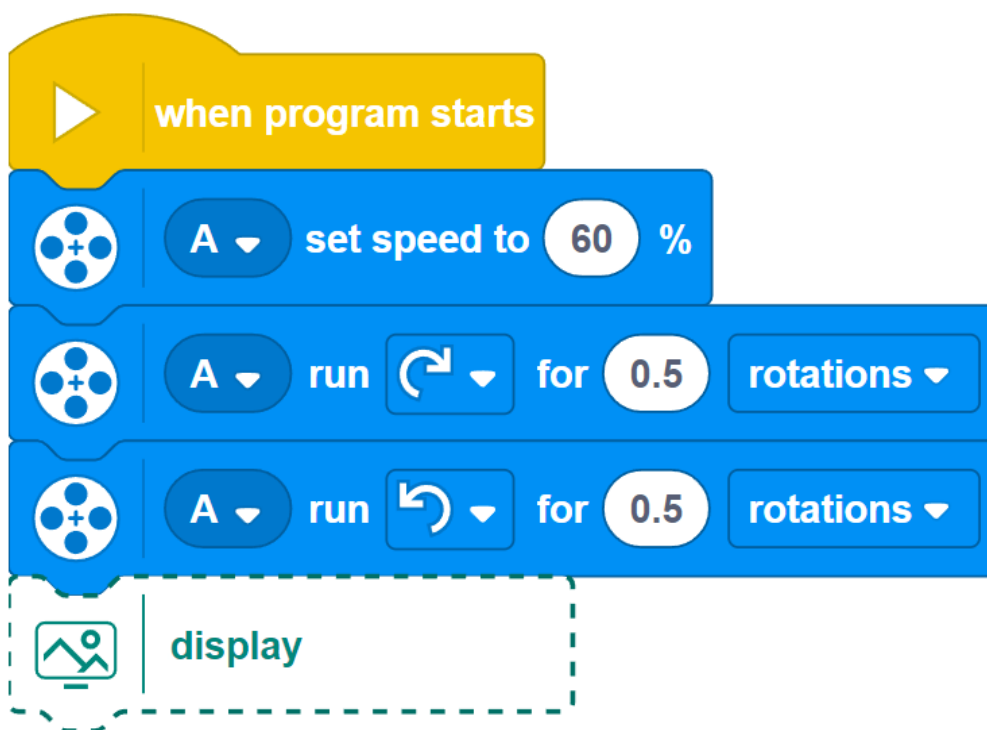 when program starts
A set speed to 60 %
A run for 0.5 rotations
A run for 0.5 rotations
display